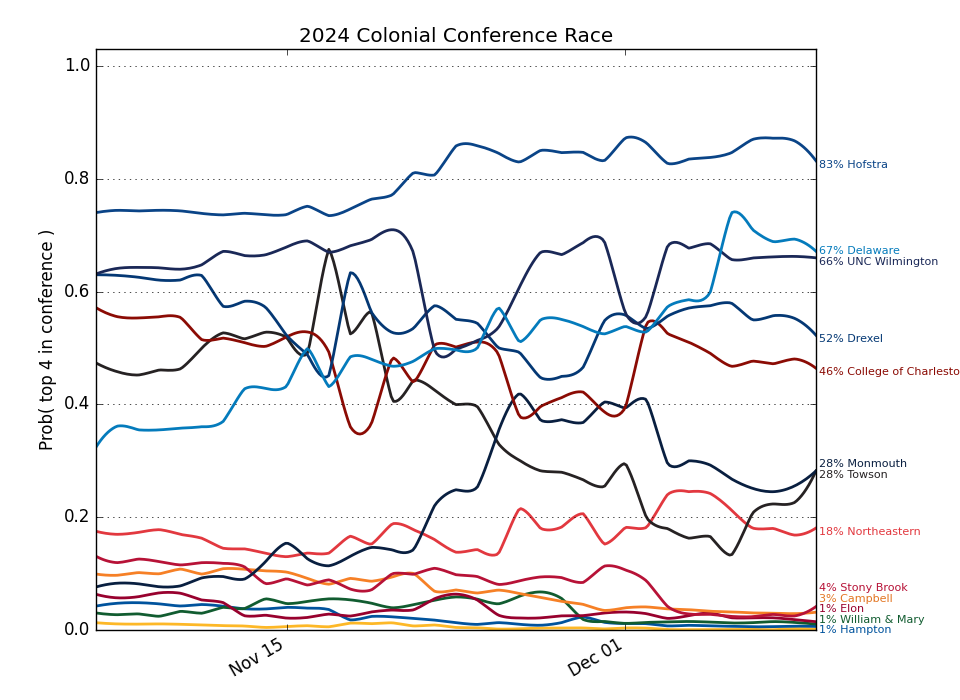 2024 Colonial Conference Race
Prob( top 4 in conference )
1.0
0.8
0.6
0.4
0.2
0.0
Nov 15
Dec 01
83% Hofstra
67% Delaware
66% UNC Wilmington
52% Drexel
46% College of Charlesto
28% Monmouth
28% Towson
18% Northeastern
4% Stony Brook
3% Campbell
1% Elon
1% William & Mary
1% Hampton